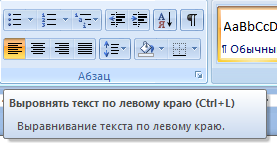 AaBbCcD
¶ Обычны
Абзац
Выровнять текст по левому краю (Ctrl+L)
Выравнивание текста по левому краю.